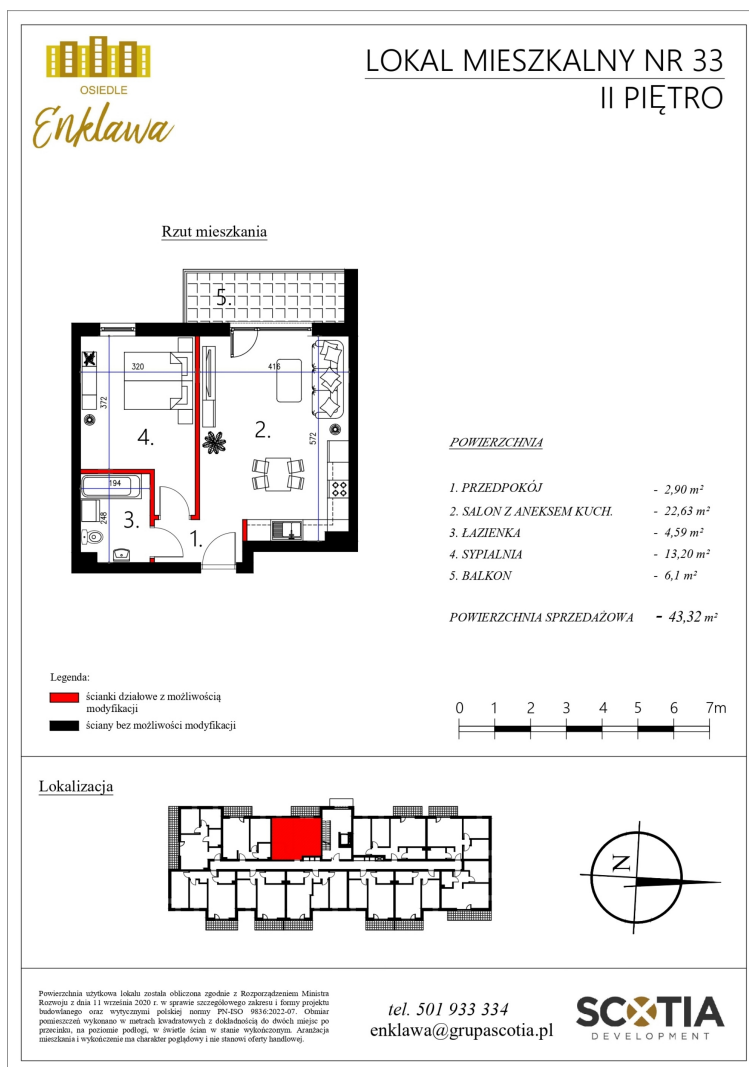 OSIEDLE
Enklawa
LOKAL MIESZKALNY NR 33
II PIĘTRO
Rzut mieszkania
5.
320
416
372
4.
2.
572
194
3.
248
1.
POWIERZCHNIA
1. PRZEDPOKÓJ - 2,90 m²
2. SALON Z ANEKSEM KUCH. - 22,63 m²
3. ŁAZIENKA - 4,59 m²
4. SYPIALNIA - 13,20 m²
5. BALKON - 6,1 m²
POWIERZCHNIA SPRZEDAŻOWA - 43,32 m²
Legenda:
ścianki działowe z możliwością
modyfikacji
ściany bez możliwości modyfikacji
0 1 2 3 4 5 6 7m
Lokalizacja
N
Powierzchnia użytkowa lokalu została obliczona zgodnie z Rozporządzeniem Ministra
Rozwoju z dnia 11 września 2020 r. w sprawie szczegółowego zakresu i formy projektu
budowlanego oraz wytycznymi polskiej normy PN-ISO 9836:2022-07. Obmiar
pomieszczeń wykonano w metrach kwadratowych z dokładnością do dwóch miejsc po
przecinku, na poziomie podłogi, w świetle ścian w stanie wykończonym. Aranżacja
mieszkania i wykończenie ma charakter poglądowy i nie stanowi oferty handlowej.
tel. 501 933 334
enklawa@grupascotia.pl
SCOTIA
DEVELOPMENT